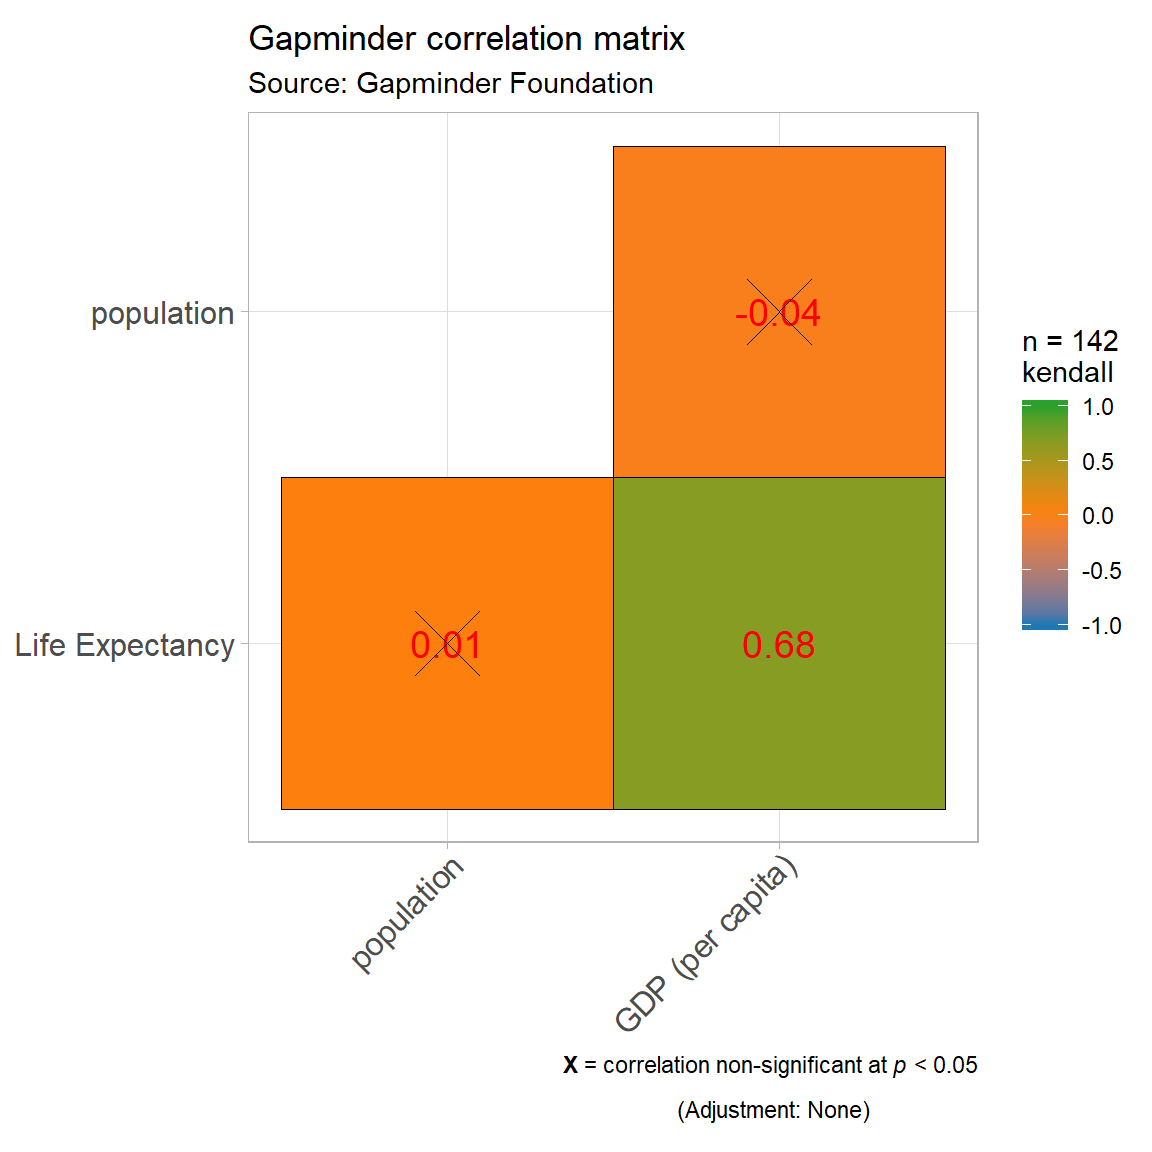 Gapminder correlation matrix
Source: Gapminder Foundation
population
-0.04
Life Expectancy
0.01
0.68
population
GDP (per capita)
n = 142
kendall
1.0
0.5
0.0
-0.5
-1.0
X = correlation non-significant at p < 0.05
(Adjustment: None)